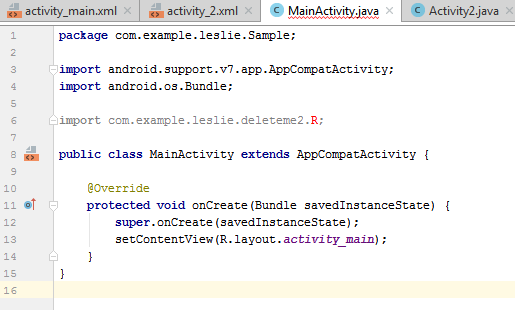 activity_main.xml × activity_2.xml × MainActivity.java × Activity2.java
1 package com.example.leslie.Sample;
2
3 import android.support.v7.app.AppCompatActivity;
4 import android.os.Bundle;
5
6 import com.example.leslie.deleteme2.R;
7
8 public class MainActivity extends AppCompatActivity {
9
10 @Override
11 protected void onCreate(Bundle savedInstanceState) {
12 super.onCreate(savedInstanceState);
13 setContentView(R.layout.activity_main);
14 }
15 }
16